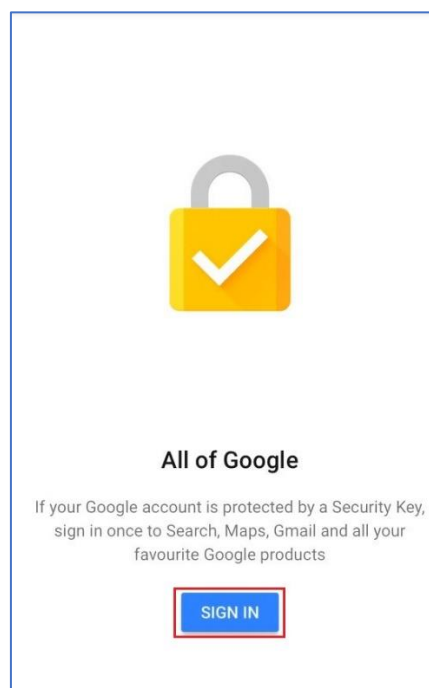 All of Google
If your Google account is protected by a Security Key,
sign in once to Search, Maps, Gmail and all your
favourite Google products
SIGN IN